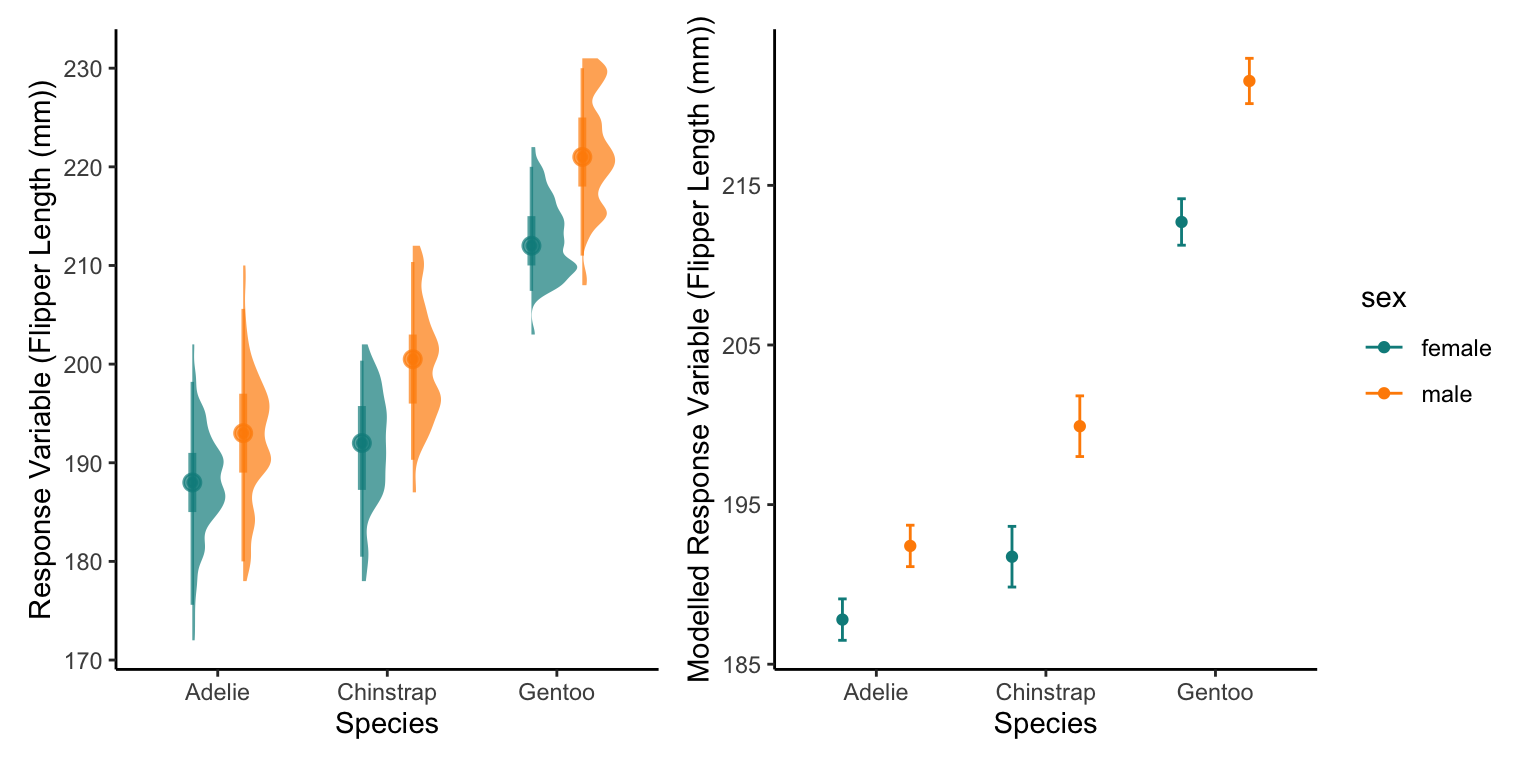 Response Variable (Flipper Length (mm))
230
220
210
200
190
180
170
Adelie
Chinstrap
Gentoo
Species
Modelled Response Variable (Flipper Length (mm))
215
205
195
185
Adelie
Chinstrap
Gentoo
Species
sex
female
male